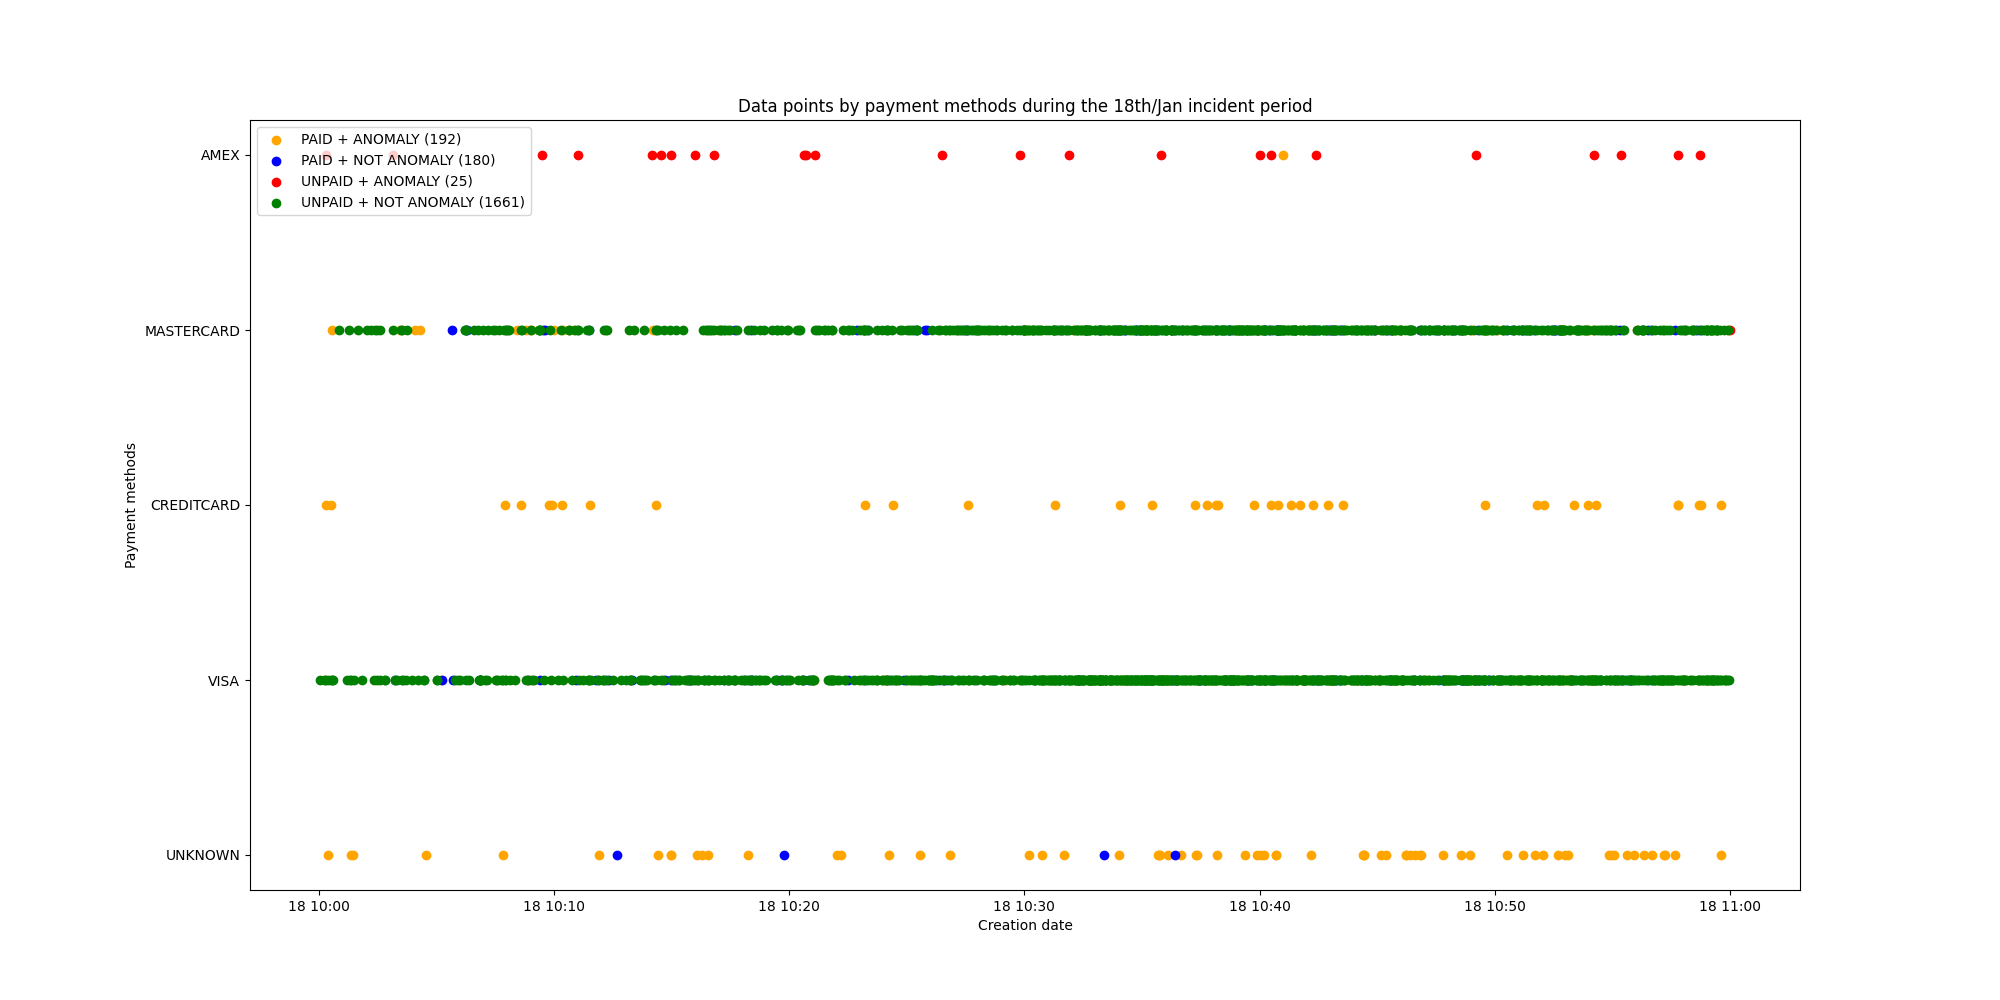 Data points by payment methods during the 18th/Jan incident period
PAID + ANOMALY (192)
PAID + NOT ANOMALY (180)
UNPAID + ANOMALY (25)
UNPAID + NOT ANOMALY (1661)
AMEX
MASTERCARD
CREDITCARD
VISA
UNKNOWN
Payment methods
18 10:00
18 10:10
18 10:20
18 10:30
18 10:40
18 10:50
18 11:00
Creation date